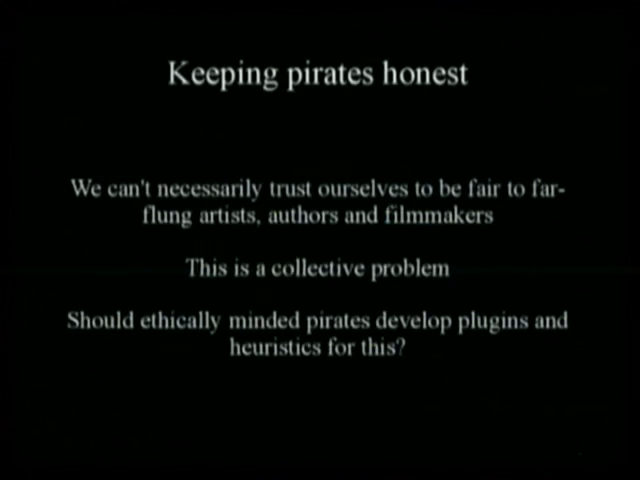 Keeping pirates honest
We can't necessarily trust ourselves to be fair to far-
flung artists, authors and filmmakers
This is a collective problem
Should ethically minded pirates develop plugins and
heuristics for this?